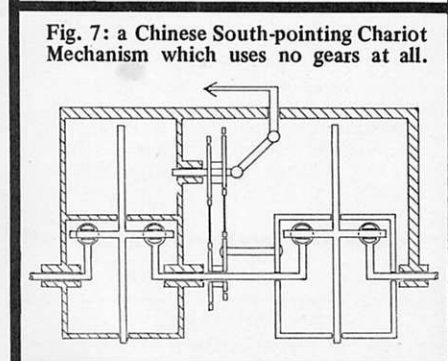 Fig. 7: a Chinese South-pointing Chariot
Mechanism which uses no gears at all.